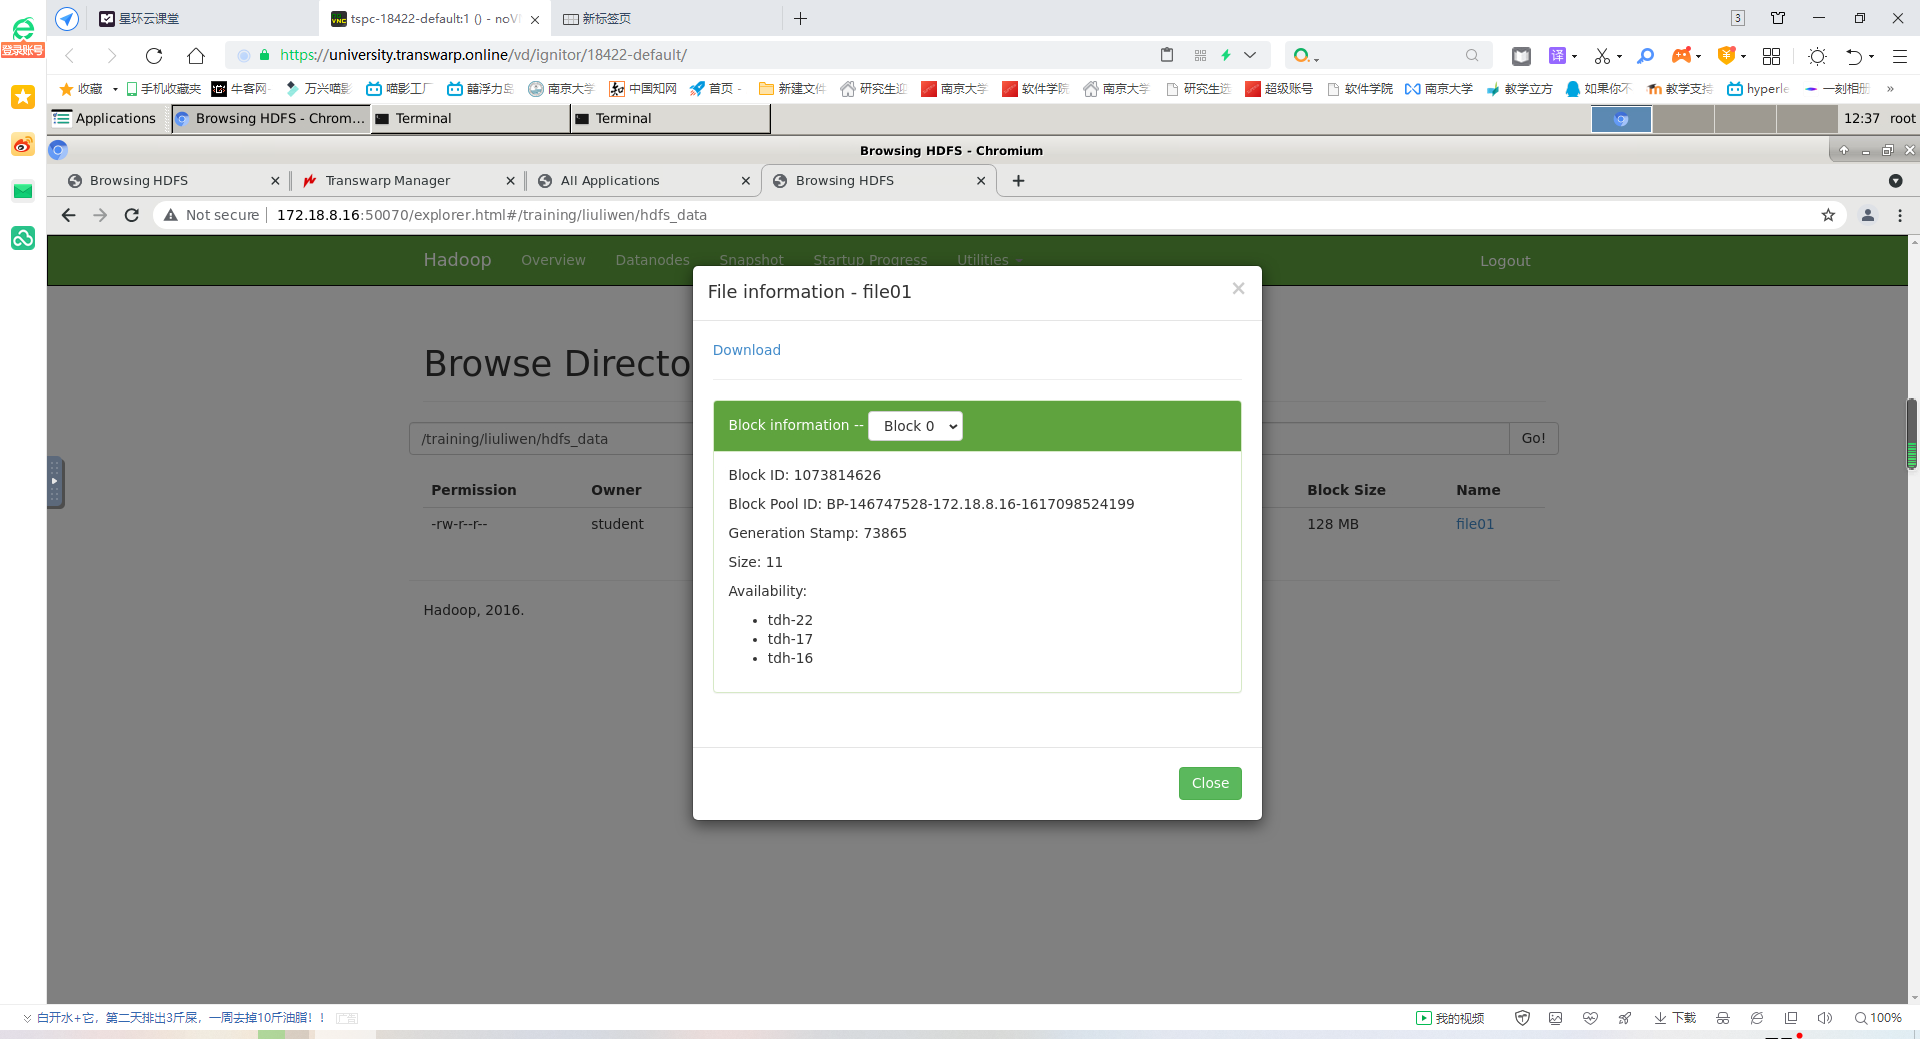 星环云课堂
tspc-18422-default:1 () - noV
新标签页
3
登录账号
https://university.transwarp.online/vd/ignitor/18422-default/
译
收藏 手机收藏夹 牛客网 万兴喵影 喵影工厂 囍浮力岛 南京大学 中国知网 首页 - 新建文件 研究生迎 南京大学 软件学院 南京大学 研究生选 超级账号 软件学院 南京大学 教学立方 如果你不 教学支持 hyperle 一刻相册 »
Applications
Browsing HDFS - Chrom...
Terminal
Terminal
12:37 root
Browsing HDFS - Chromium
Browsing HDFS
Transwarp Manager
All Applications
Browsing HDFS
Not secure | 172.18.8.16:50070/explorer.html#/training/liuliwen/hdfs_data
Hadoop Overview Datanodes Snapshot Startup Progress Utilities Logout
File information - file01
×
Download
Browse Directo
Block information -- Block 0
/training/liuliwen/hdfs_data
Go!
Block ID: 1073814626
Permission Owner Block Size Name
Block Pool ID: BP-146747528-172.18.8.16-1617098524199
-rw-r--r-- student 128 MB file01
Generation Stamp: 73865
Size: 11
Availability:
tdh-22
Hadoop, 2016.
tdh-17
tdh-16
Close
白开水+它，第二天排出3斤屎，一周去掉10斤油脂！！ 广告
我的视频
下载
100%